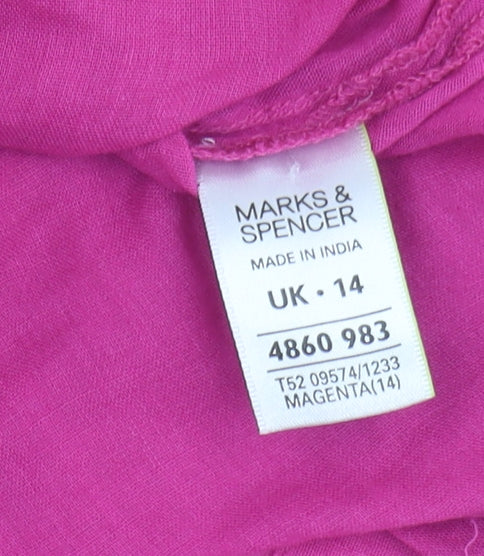 MARKS &
SPENCER
MADE IN INDIA
UK · 14
4860 983
T52 09574/1233
MAGENTA(14)